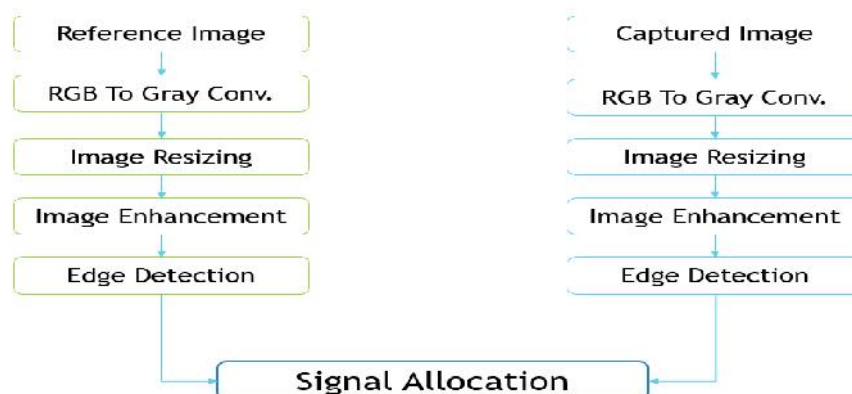 Reference Image
RGB To Gray Conv.
Image Resizing
Image Enhancement
Edge Detection
Captured Image
RGB To Gray Conv.
Image Resizing
Image Enhancement
Edge Detection
Signal Allocation